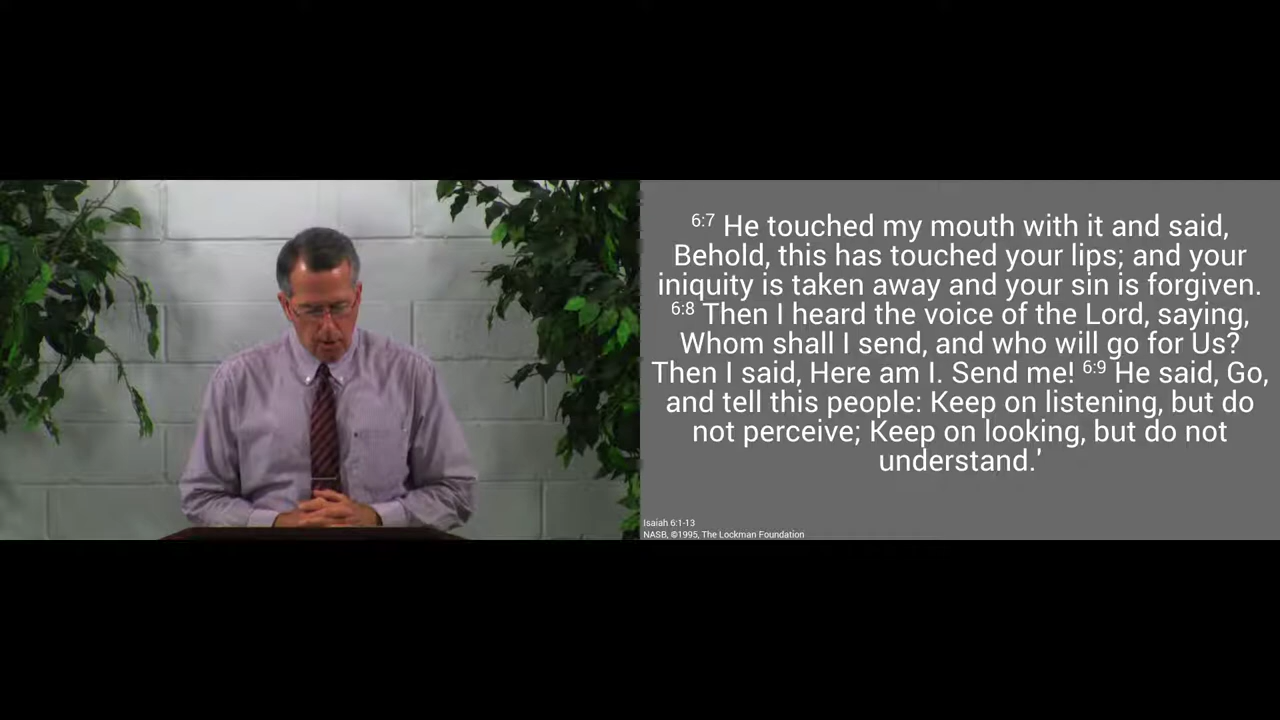 6:7 He touched my mouth with it and said,
Behold, this has touched your lips; and your
iniquity is taken away and your sin is forgiven.
6:8 Then I heard the voice of the Lord, saying,
Whom shall I send, and who will go for Us?
Then I said, Here am I. Send me! 6:9 He said, Go,
and tell this people: Keep on listening, but do
not perceive; Keep on looking, but do not
understand.'
Isaiah 6:1-13
NASB, ©1995, The Lockman Foundation